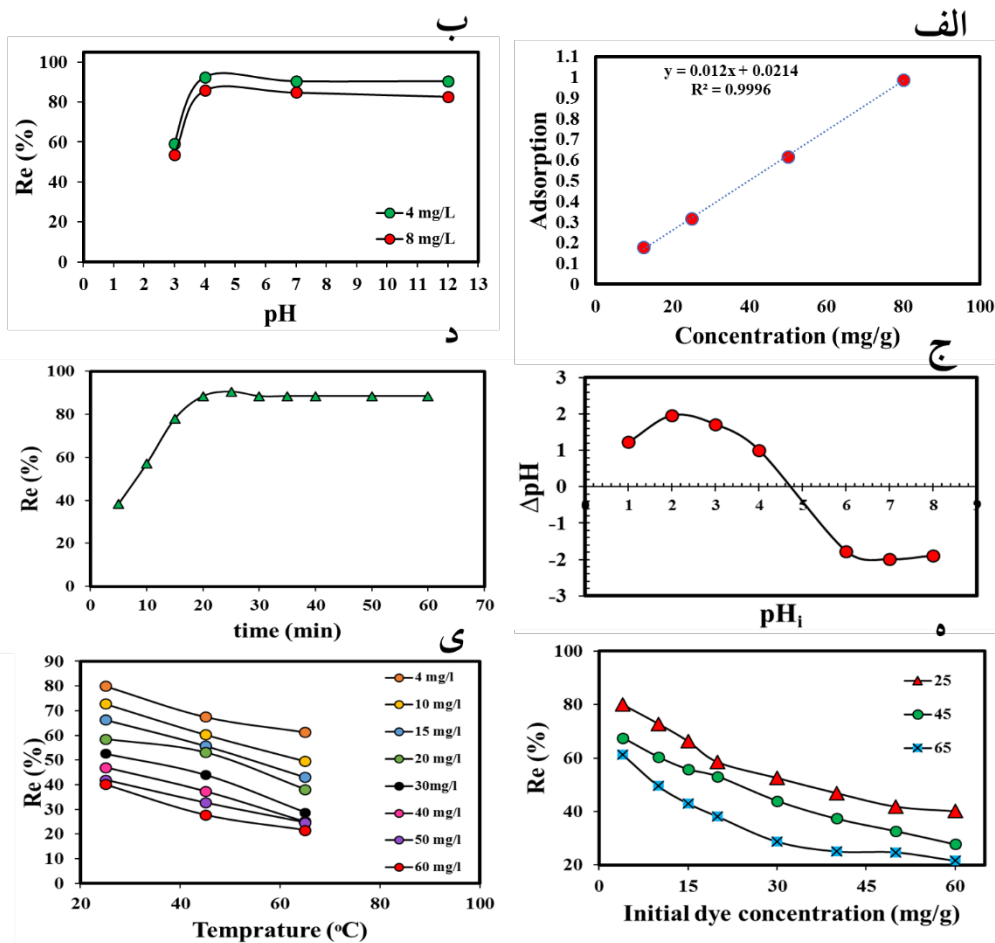 الف
1.1
1
0.9
0.8
0.7
0.6
0.5
0.4
0.3
0.2
0.1
y = 0.012x + 0.0214
R² = 0.9996
Adsorption
0 20 40 60 80 100
Concentration (mg/g)
ب
100
80
60
40
20
0
Re (%)
4 mg/L
8 mg/L
0 1 2 3 4 5 6 7 8 9 10 11 12 13
pH
ج
3
2
1
0
-1
-2
-3
ΔpH
1 2 3 4 5 6 7 8 9
pHi
د
100
80
60
40
20
0
Re (%)
0 10 20 30 40 50 60 70
time (min)
ه
100
80
60
40
20
Re (%)
25
45
65
0 15 30 45 60
Initial dye concentration (mg/g)
ی
90
80
70
60
50
40
30
20
10
0
Re (%)
4 mg/l
10 mg/l
15 mg/l
20 mg/l
30mg/l
40 mg/l
50 mg/l
60 mg/l
20 40 60 80 100
Temprature (°C)